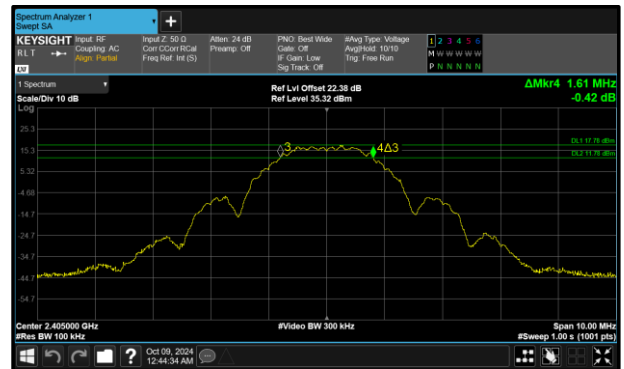 Spectrum Analyzer 1
Swept SA
+
KEYSIGHT
RLT
Input: RF
Coupling: AC
Align: Partial
Input Z: 50 Ω
Corr CCorr RCal
Freq Ref: Int (S)
Atten: 24 dB
Preamp: Off
PNO: Best Wide
Gate: Off
IF Gain: Low
Sig Track: Off
#Avg Type: Voltage
Avg|Hold: 10/10
Trig: Free Run
1 2 3 4 5 6
M W W W W W
P N N N N N
1 Spectrum
Scale/Div 10 dB
Log
Ref Lvl Offset 22.38 dB
Ref Level 35.32 dBm
ΔMkr4 1.61 MHz
-0.42 dB
25.3
15.3
5.32
-4.68
-14.7
-24.7
-34.7
-44.7
-54.7
3
4Δ3
DL1 17.78 dBm
DL2 11.78 dBm
Center 2.405000 GHz
#Res BW 100 kHz
#Video BW 300 kHz
Span 10.00 MHz
#Sweep 1.00 s (1001 pts)
?
Oct 09, 2024
12:44:34 AM